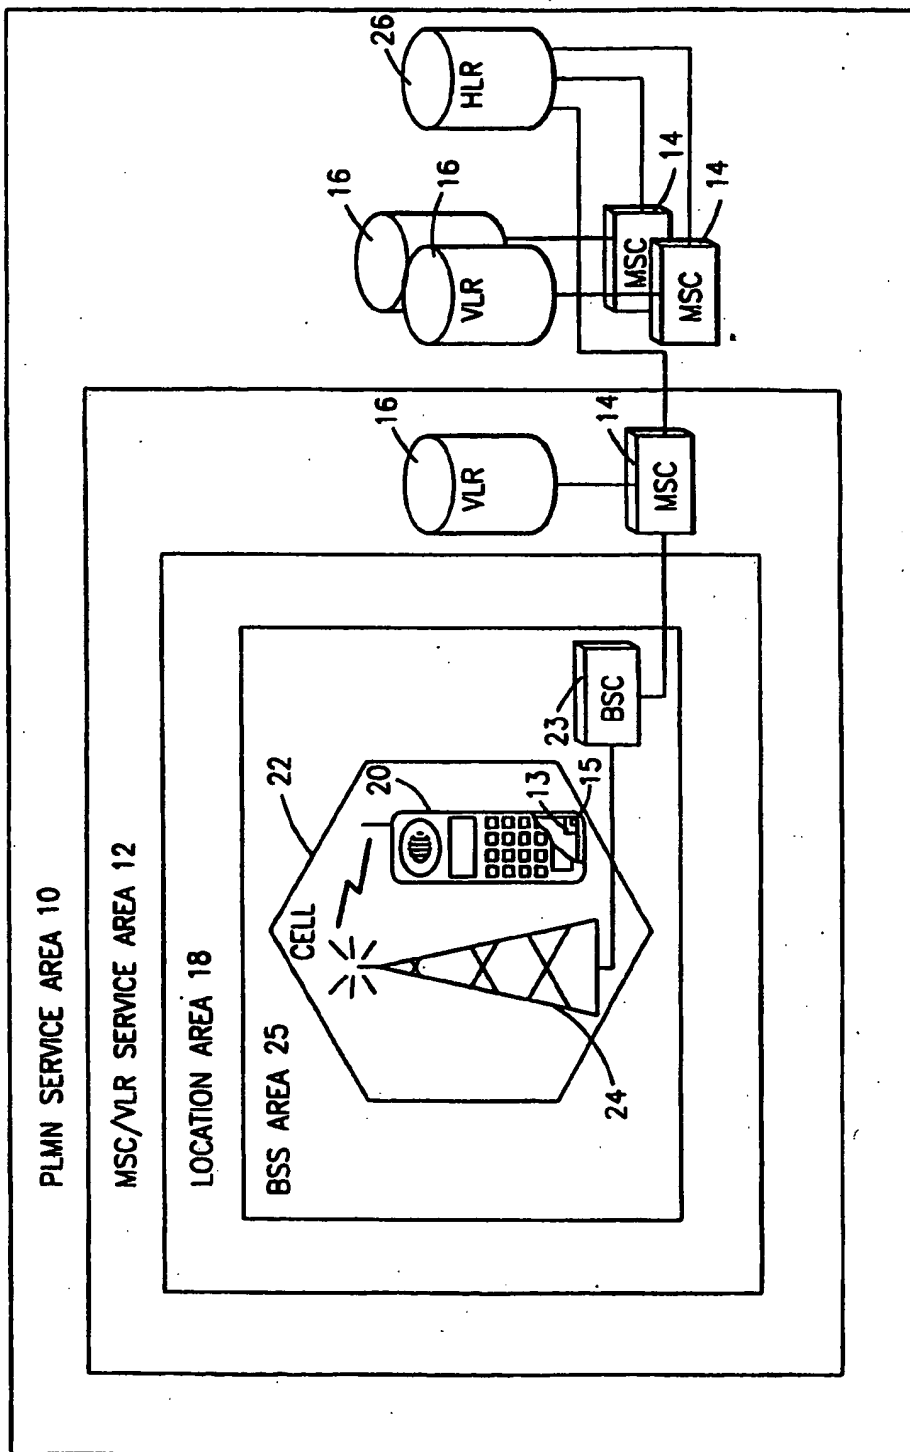 PLMN SERVICE AREA 10
MSC/VLR SERVICE AREA 12
LOCATION AREA 18
BSS AREA 25
CELL
22
20
13
15
24
23
BSC
16
VLR
14
MSC
16
16
VLR
MSC
14
MSC
14
26
HLR